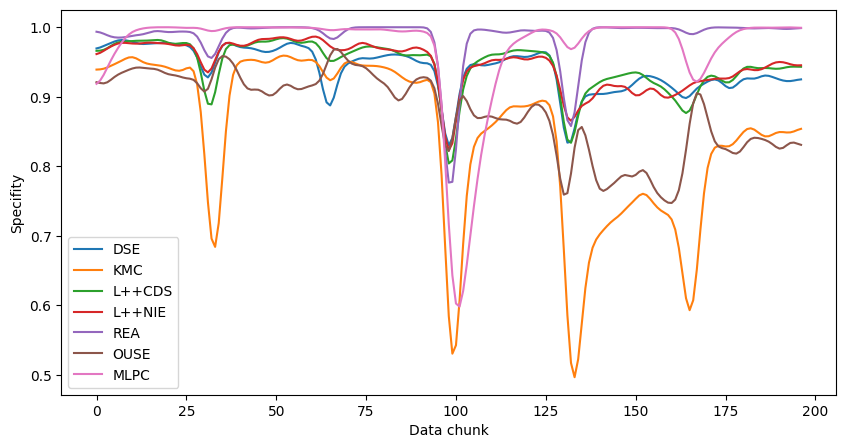 1.0
0.9
0.8
0.7
0.6
0.5
Specifity
DSE
KMC
L++CDS
L++NIE
REA
OUSE
MLPC
0 25 50 75 100 125 150 175 200
Data chunk